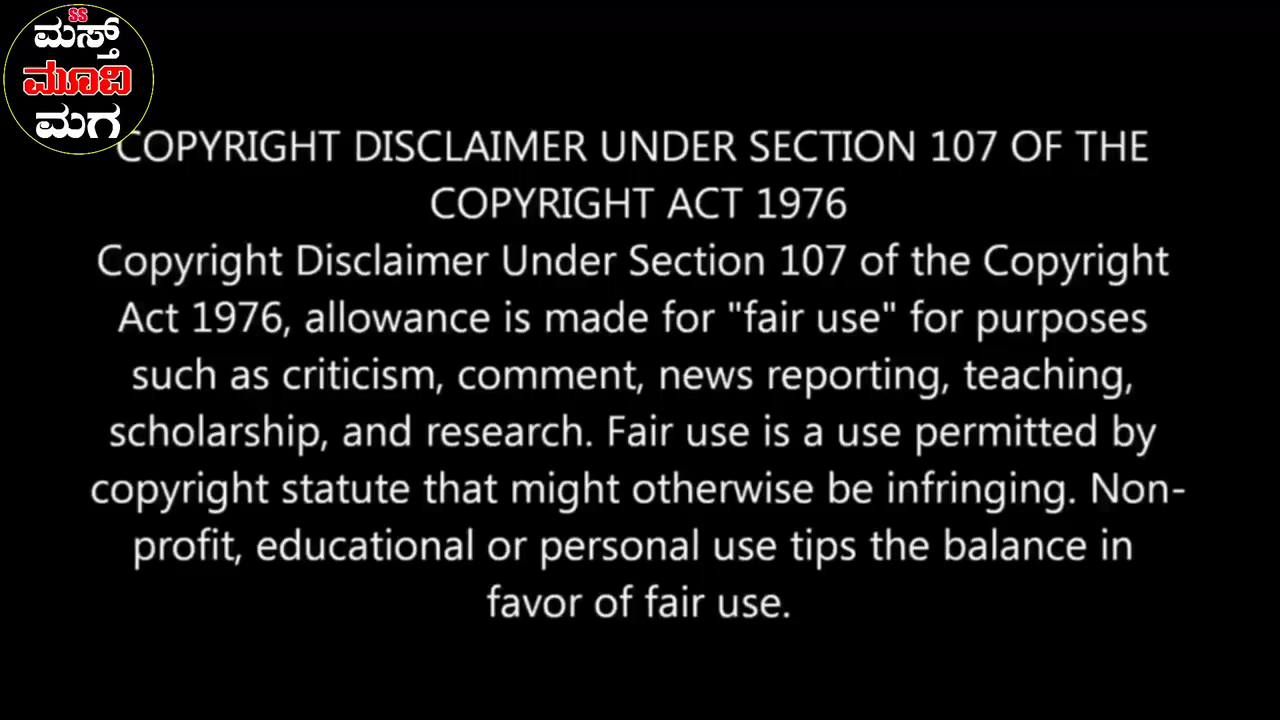 SS
ಮಸ್ತ್
ಮೂವಿ
ಮಗ
COPYRIGHT DISCLAIMER UNDER SECTION 107 OF THE
COPYRIGHT ACT 1976
Copyright Disclaimer Under Section 107 of the Copyright
Act 1976, allowance is made for "fair use" for purposes
such as criticism, comment, news reporting, teaching,
scholarship, and research. Fair use is a use permitted by
copyright statute that might otherwise be infringing. Non-
profit, educational or personal use tips the balance in
favor of fair use.